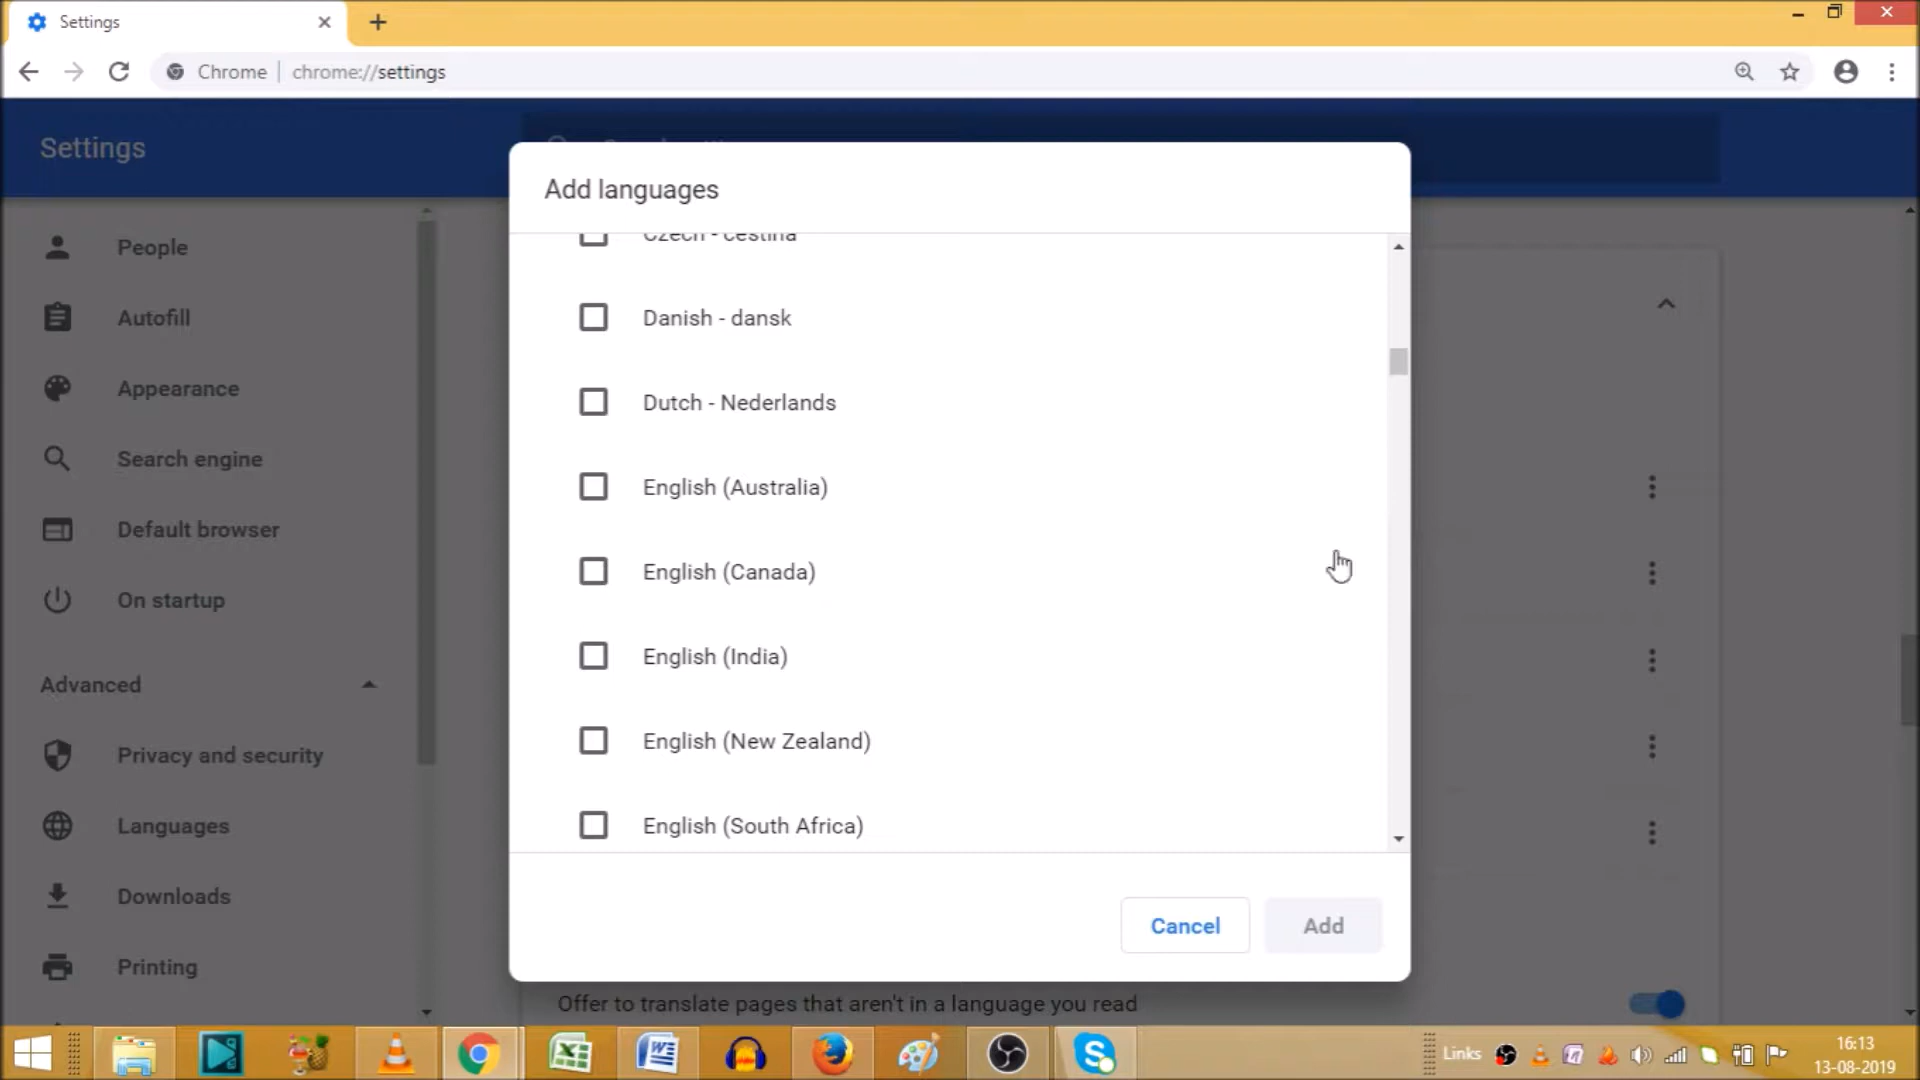 Settings
Chrome
chrome://settings
Settings
Add languages
People
Autofill
Appearance
Search engine
Default browser
On startup
Advanced
Privacy and security
Languages
Downloads
Printing
Czech - čeština
Danish - dansk
Dutch - Nederlands
English (Australia)
English (Canada)
English (India)
English (New Zealand)
English (South Africa)
Cancel
Add
Offer to translate pages that aren't in a language you read
Links
16:13
13-08-2019